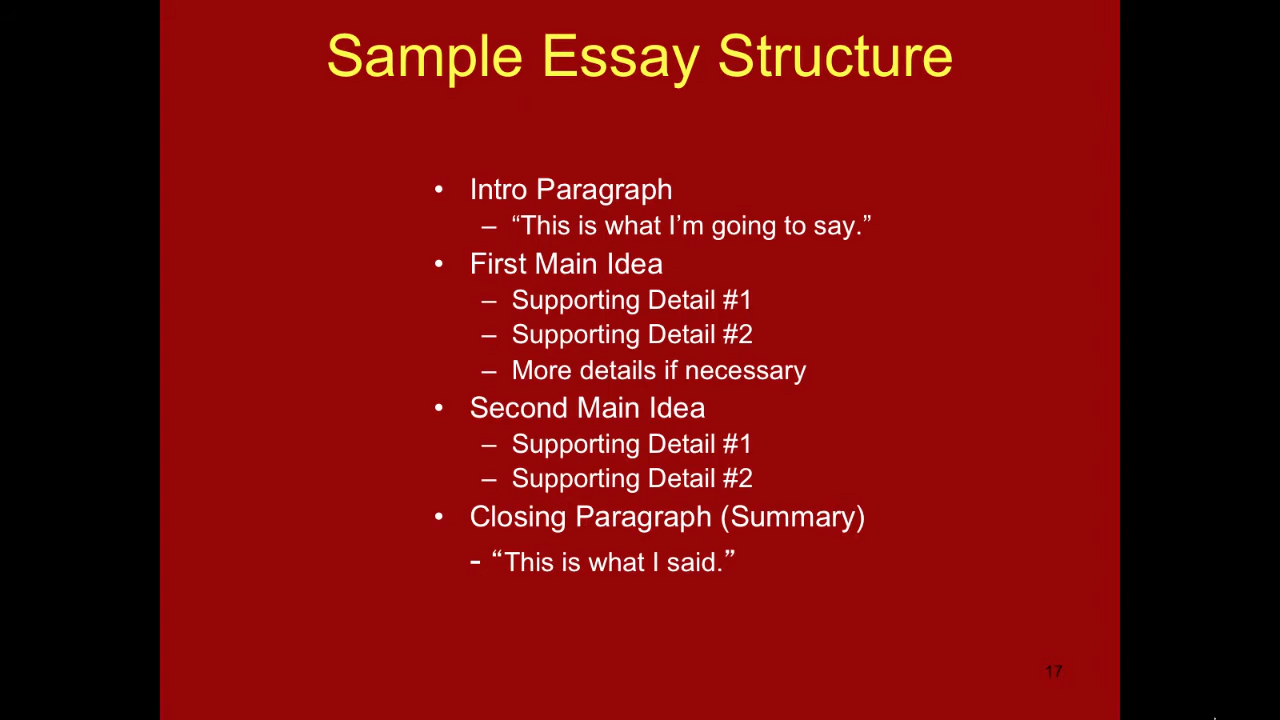 Sample Essay Structure
• Intro Paragraph
– “This is what I’m going to say.”
• First Main Idea
– Supporting Detail #1
– Supporting Detail #2
– More details if necessary
• Second Main Idea
– Supporting Detail #1
– Supporting Detail #2
• Closing Paragraph (Summary)
- “This is what I said.”
17